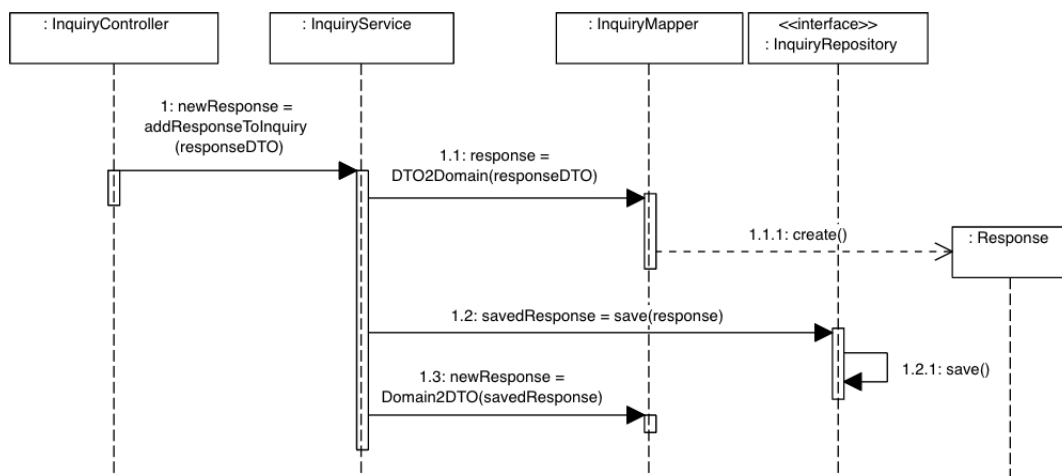 : InquiryController
: InquiryService
: InquiryMapper
<<interface>>
: InquiryRepository
1: newResponse =
addResponseToInquiry
(responseDTO)
1.1: response =
DTO2Domain(responseDTO)
1.1.1: create()
: Response
1.2: savedResponse = save(response)
1.2.1: save()
1.3: newResponse =
Domain2DTO(savedResponse)